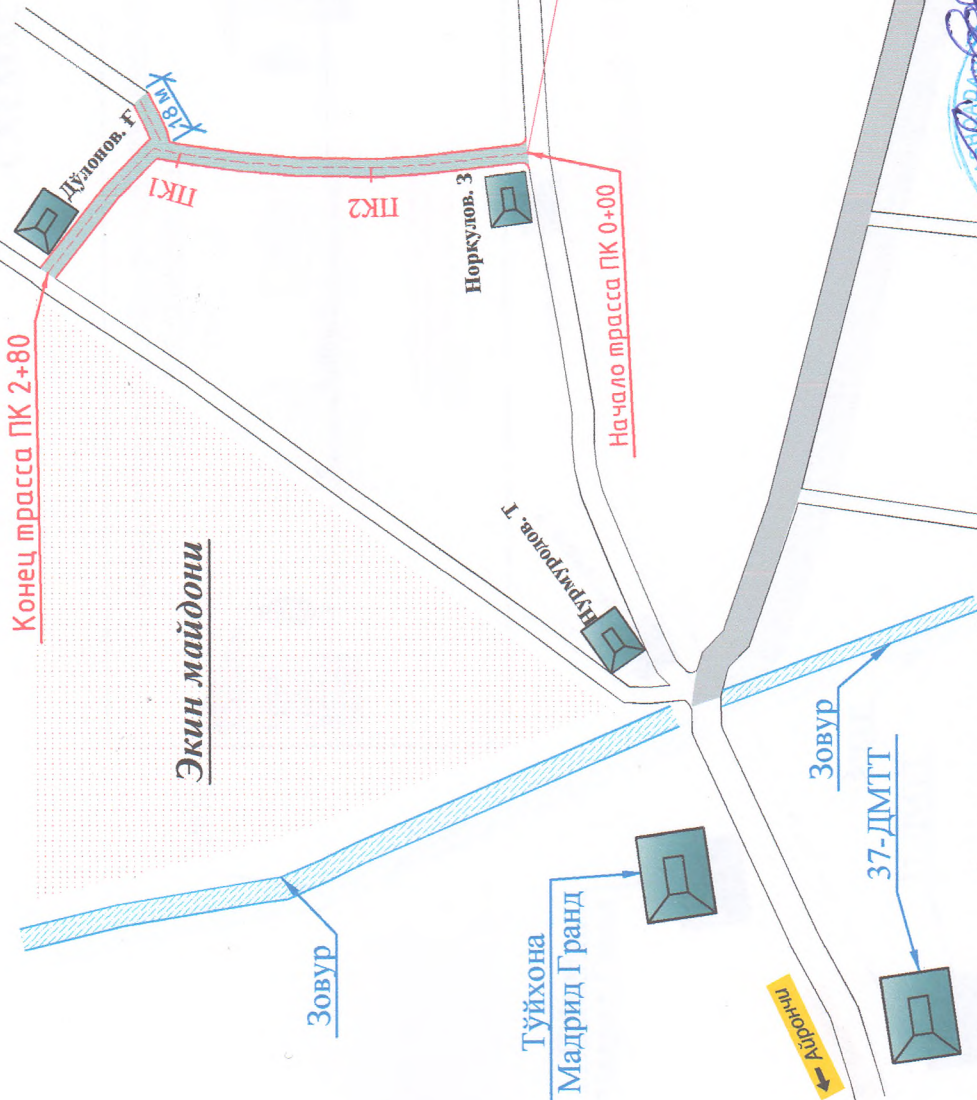 Конец трасса ПК 2+80
Дўлонов. Ғ
18 м
ПК1
ПК2
Норкулов. З
Начало трасса ПК 0+00
Экин майдони
Нурмуродов. Т
Зовур
Зовур
37-ДМТТ
Тўйхона
Мадрид Гранд
Айрончи